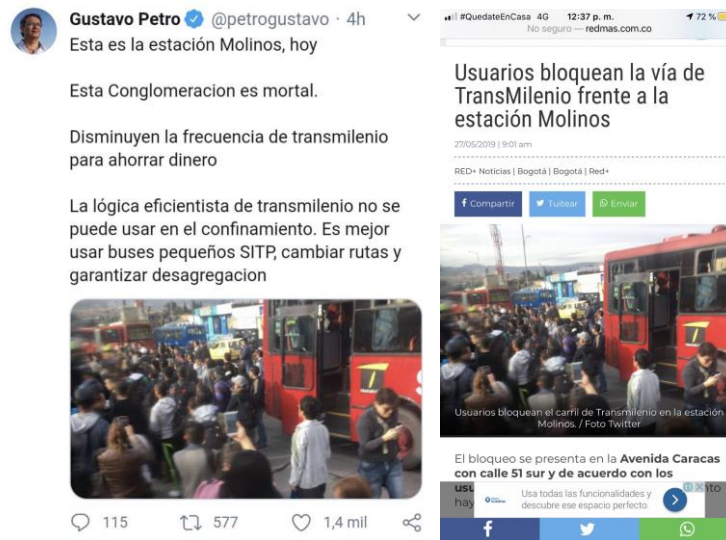 Gustavo Petro @petrogustavo · 4h
Esta es la estación Molinos, hoy
Esta Conglomeracion es mortal.
Disminuyen la frecuencia de transmilenio
para ahorrar dinero
La lógica eficientista de transmilenio no se
puede usar en el confinamiento. Es mejor
usar buses pequeños SITP, cambiar rutas y
garantizar desagregacion
115 577 1,4 mil
#QuedateEnCasa 4G 12:37 p. m. 72 %
No seguro — redmas.com.co
Usuarios bloquean la vía de
TransMilenio frente a la
estación Molinos
27/05/2019 | 9:01 am
RED+ Noticias | Bogotá | Bogotá | Red+
Compartir Tuitear Enviar
Usuarios bloquean el carril de Transmilenio en la estación
Molinos. / Foto Twitter
El bloqueo se presenta en la Avenida Caracas
con calle 51 sur y de acuerdo con los
Usa todas las funcionalidades y
descubre ese espacio perfecto.